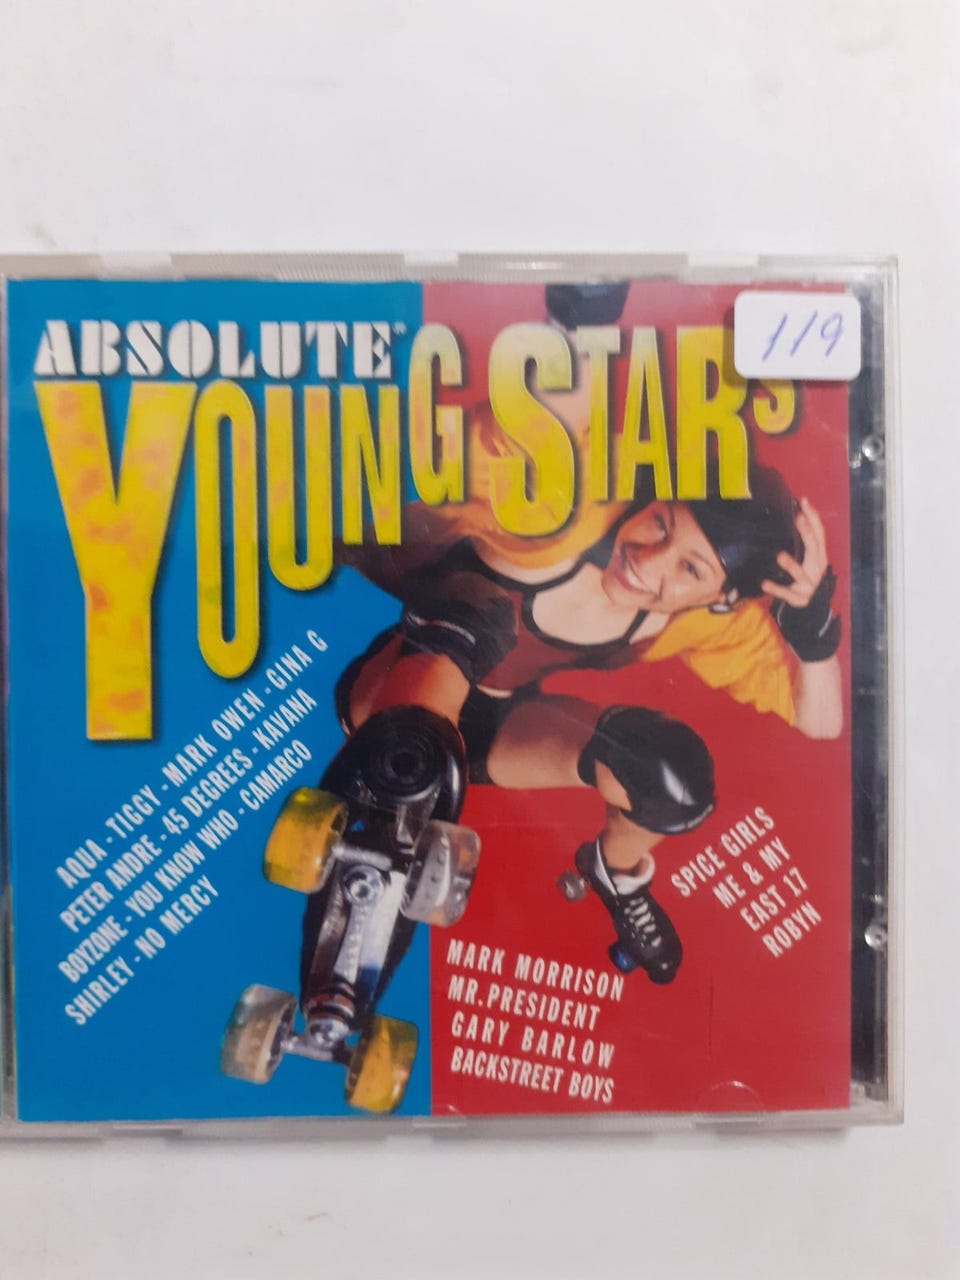 ABSOLUTE™
YOUNG STARS
119
AQUA - TIGGY - MARK OWEN - GINA G
PETER ANDRE - 45 DEGREES - KAVANA
BOYZONE - YOU KNOW WHO - CAMARCO
SHIRLEY - NO MERCY
MARK MORRISON
MR.PRESIDENT
GARY BARLOW
BACKSTREET BOYS
SPICE GIRLS
ME & MY
EAST 17
ROBYN